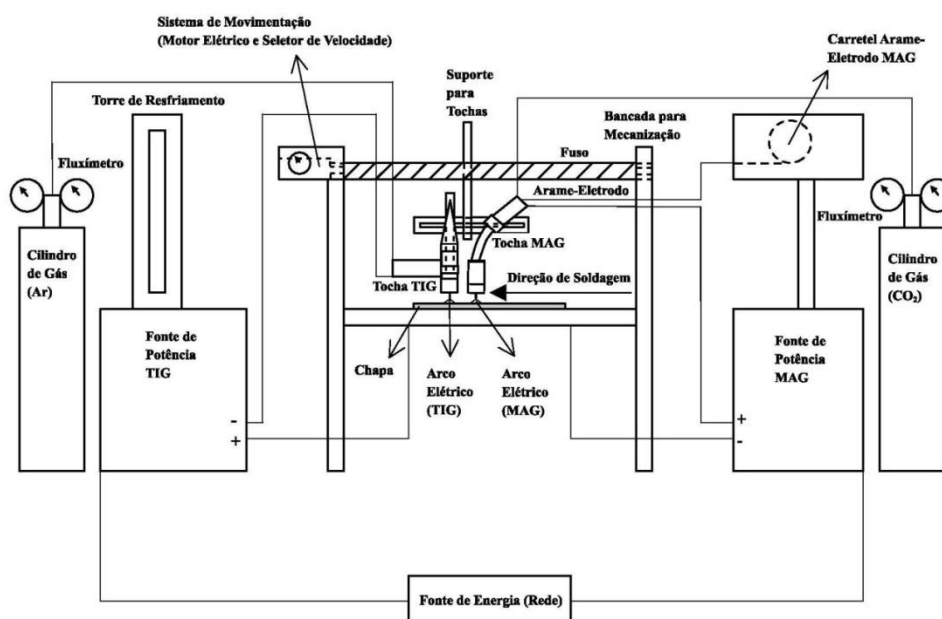 Sistema de Movimentação
(Motor Elétrico e Seletor de Velocidade)
Carretel Arame-
Eletrodo MAG
Suporte
para
Tochas
Torre de Resfriamento
Bancada para
Mecanização
Fluxímetro
Fuso
Arame-Eletrodo
Fluxímetro
Tocha MAG
Cilindro
de Gás
(Ar)
Tocha TIG
Direção de Soldagem
Cilindro
de Gás
(CO₂)
Fonte de
Potência
TIG
Chapa
Arco
Elétrico
(TIG)
Arco
Elétrico
(MAG)
Fonte de
Potência
MAG
-
+
+
-
Fonte de Energia (Rede)